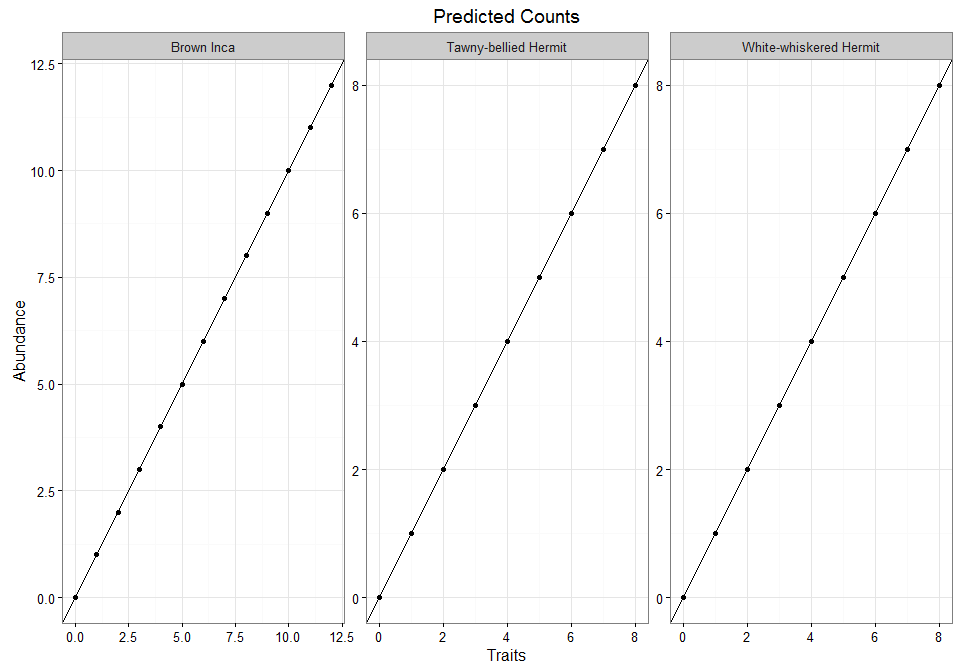 Predicted Counts
Brown Inca
Tawny-bellied Hermit
White-whiskered Hermit
Abundance
12.5
10.0
7.5
5.0
2.5
0.0
0.0 2.5 5.0 7.5 10.0 12.5
8
6
4
2
0
0 2 4 6 8
8
6
4
2
0
0 2 4 6 8
Traits